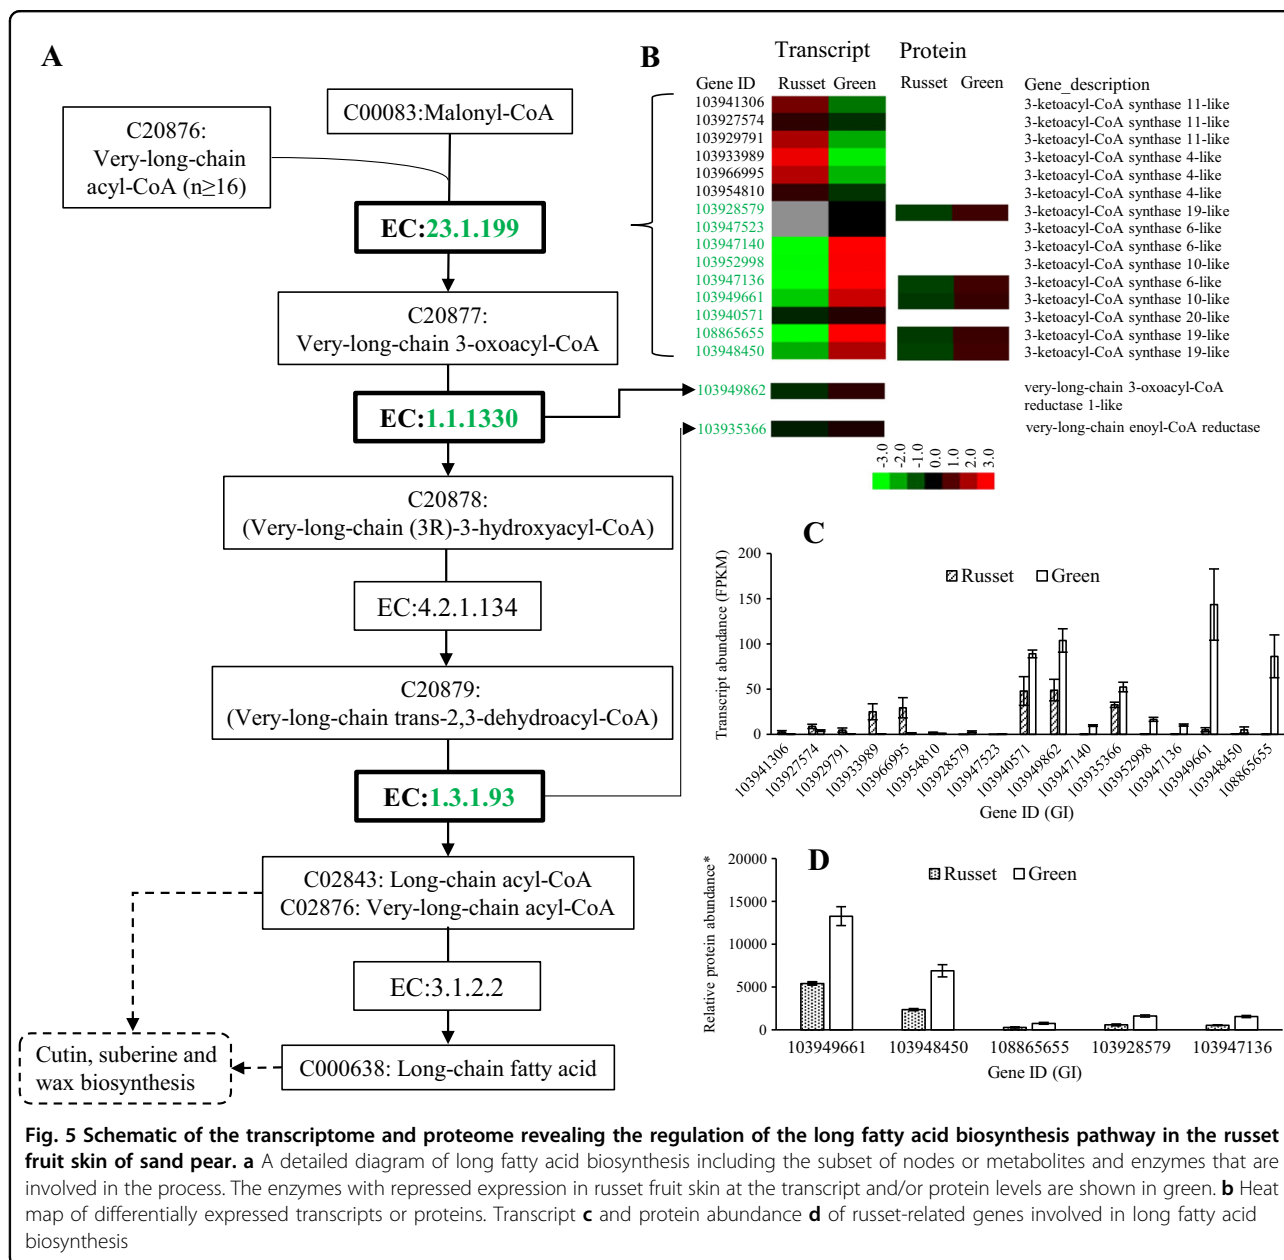 A
C00083:Malonyl-CoA
C20876:
Very-long-chain
acyl-CoA (n≥16)
EC:23.1.199
C20877:
Very-long-chain 3-oxoacyl-CoA
EC:1.1.1330
C20878:
(Very-long-chain (3R)-3-hydroxyacyl-CoA)
EC:4.2.1.134
C20879:
(Very-long-chain trans-2,3-dehydroacyl-CoA)
EC:1.3.1.93
C02843: Long-chain acyl-CoA
C02876: Very-long-chain acyl-CoA
EC:3.1.2.2
Cutin, suberine and
wax biosynthesis
C000638: Long-chain fatty acid
B
Transcript Protein
Gene ID Russet Green Russet Green Gene_description
103941306 3-ketoacyl-CoA synthase 11-like
103927574 3-ketoacyl-CoA synthase 11-like
103929791 3-ketoacyl-CoA synthase 11-like
103933989 3-ketoacyl-CoA synthase 4-like
103966995 3-ketoacyl-CoA synthase 4-like
103954810 3-ketoacyl-CoA synthase 4-like
103928579 3-ketoacyl-CoA synthase 19-like
103947523 3-ketoacyl-CoA synthase 6-like
103947140 3-ketoacyl-CoA synthase 6-like
103952998 3-ketoacyl-CoA synthase 10-like
103947136 3-ketoacyl-CoA synthase 6-like
103949661 3-ketoacyl-CoA synthase 10-like
103940571 3-ketoacyl-CoA synthase 20-like
108865655 3-ketoacyl-CoA synthase 19-like
103948450 3-ketoacyl-CoA synthase 19-like
103949862 very-long-chain 3-oxoacyl-CoA
reductase 1-like
103935366 very-long-chain enoyl-CoA reductase
-3.0 -2.0 -1.0 0.0 1.0 2.0 3.0
C
Transcript abundance (FPKM)
200
150
100
50
0
Russet Green
103941306 103927574 103929791 103933989 103966995 103954810 103928579 103947523 103940571 103949862 103947140 103935366 103952998 103947136 103949661 103948450 108865655
Gene ID (GI)
D
Relative protein abundance*
20000
15000
10000
5000
0
Russet Green
103949661 103948450 108865655 103928579 103947136
Gene ID (GI)
Fig. 5 Schematic of the transcriptome and proteome revealing the regulation of the long fatty acid biosynthesis pathway in the russet
fruit skin of sand pear. a A detailed diagram of long fatty acid biosynthesis including the subset of nodes or metabolites and enzymes that are
involved in the process. The enzymes with repressed expression in russet fruit skin at the transcript and/or protein levels are shown in green. b Heat
map of differentially expressed transcripts or proteins. Transcript c and protein abundance d of russet-related genes involved in long fatty acid
biosynthesis